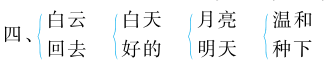 白云 白天 月亮 温和
四、
回去 好的 明天 种下